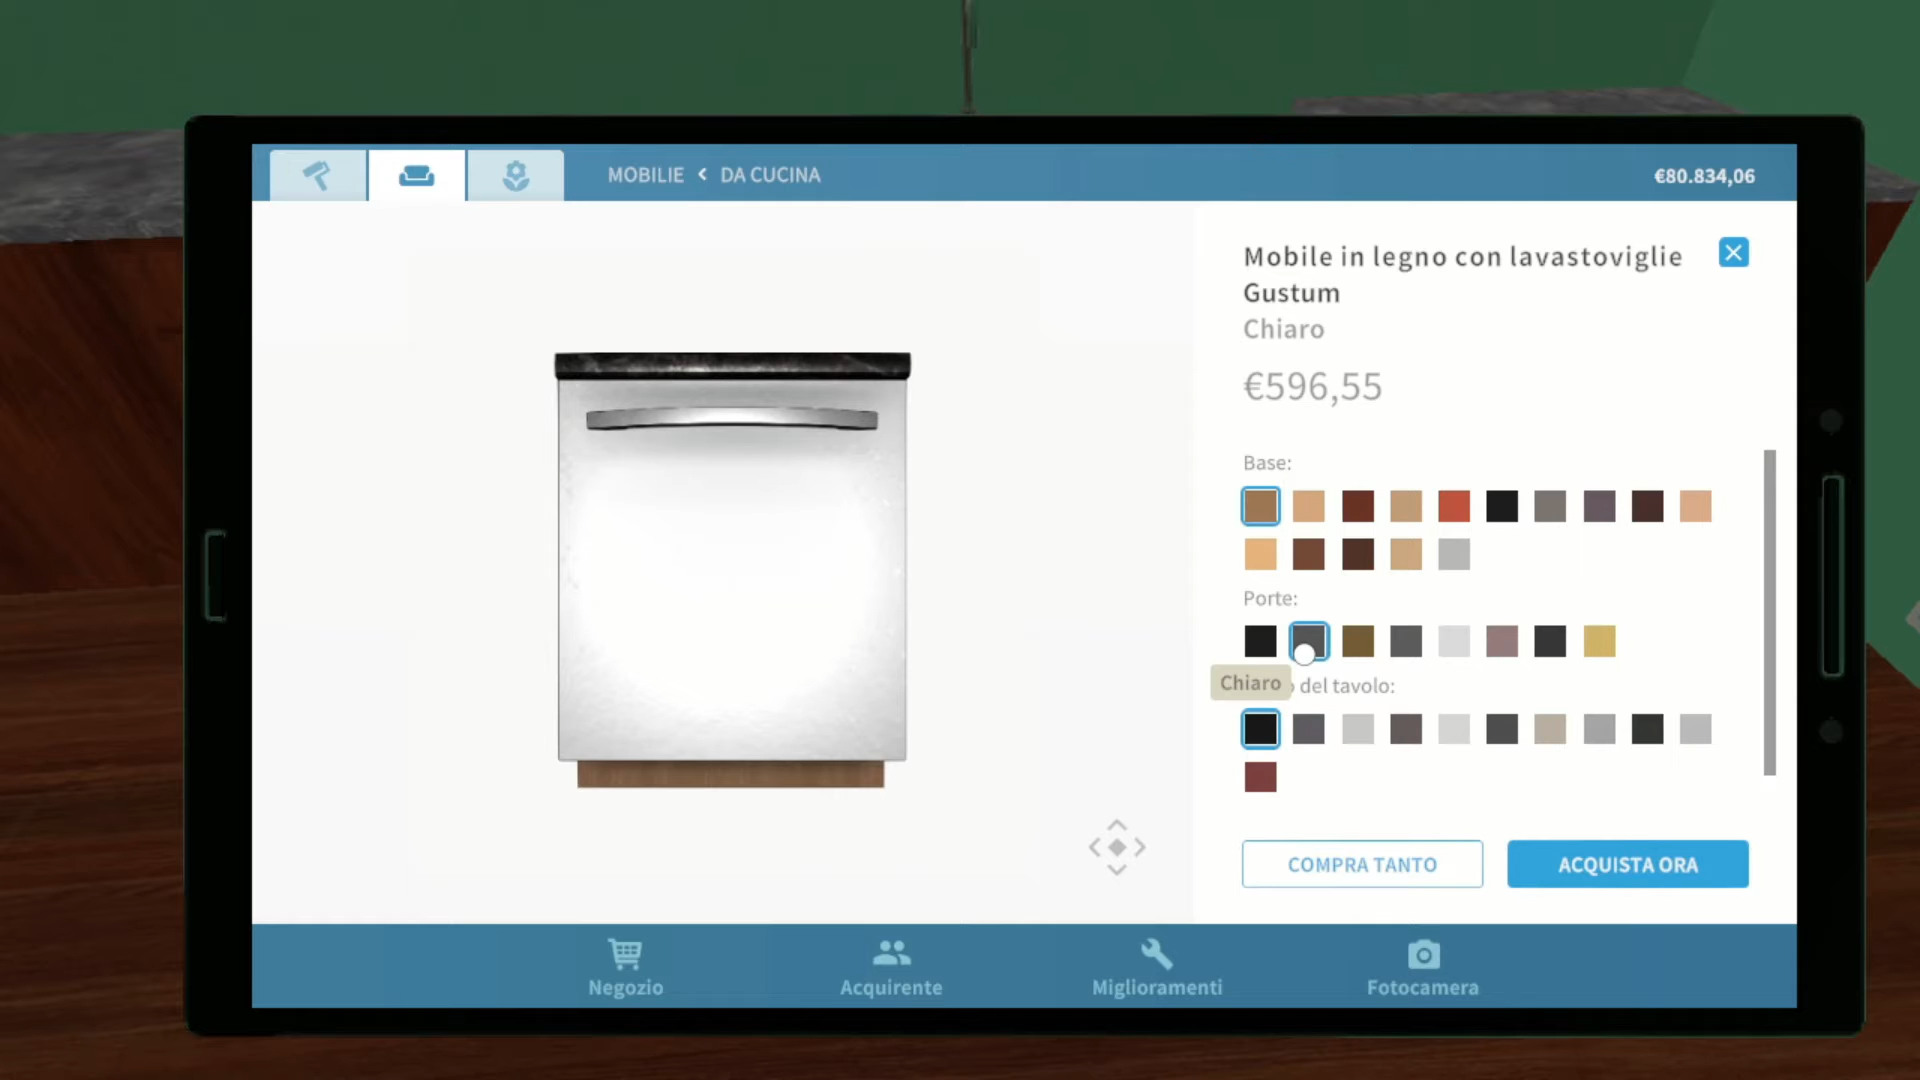 MOBILIE < DA CUCINA
€80.834,06
Mobile in legno con lavastoviglie
Gustum
Chiaro
€596,55
Base:
Porte:
Chiaro
del tavolo:
COMPRA TANTO
ACQUISTA ORA
Negozio
Acquirente
Miglioramenti
Fotocamera